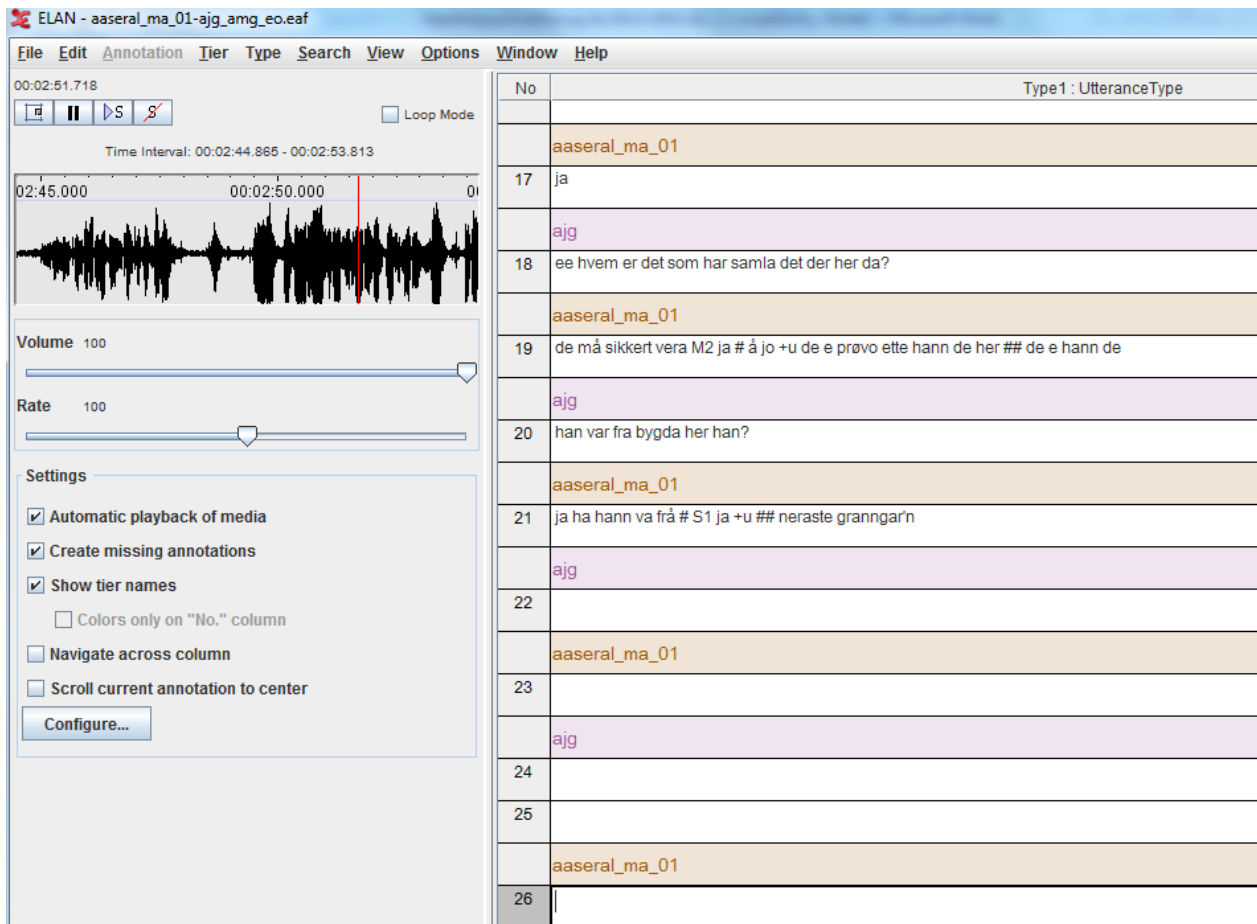 ELAN - aaseral_ma_01-ajg_amg_eo.eaf
File Edit Annotation Tier Type Search View Options Window Help
00:02:51.718
S S
Loop Mode
Time Interval: 00:02:44.865 - 00:02:53.813
02:45.000 00:02:50.000
Volume 100
Rate 100
Settings
Automatic playback of media
Create missing annotations
Show tier names
Colors only on "No." column
Navigate across column
Scroll current annotation to center
Configure...
No Type1 : UtteranceType
aaseral_ma_01
17 ja
ajg
18 ee hvem er det som har samla det der her da?
aaseral_ma_01
19 de må sikkert vera M2 ja # å jo +u de e prøvo ette hann de her ## de e hann de
ajg
20 han var fra bygda her han?
aaseral_ma_01
21 ja ha hann va frå # S1 ja +u ## neraste granngar'n
ajg
22
aaseral_ma_01
23
ajg
24
25
aaseral_ma_01
26